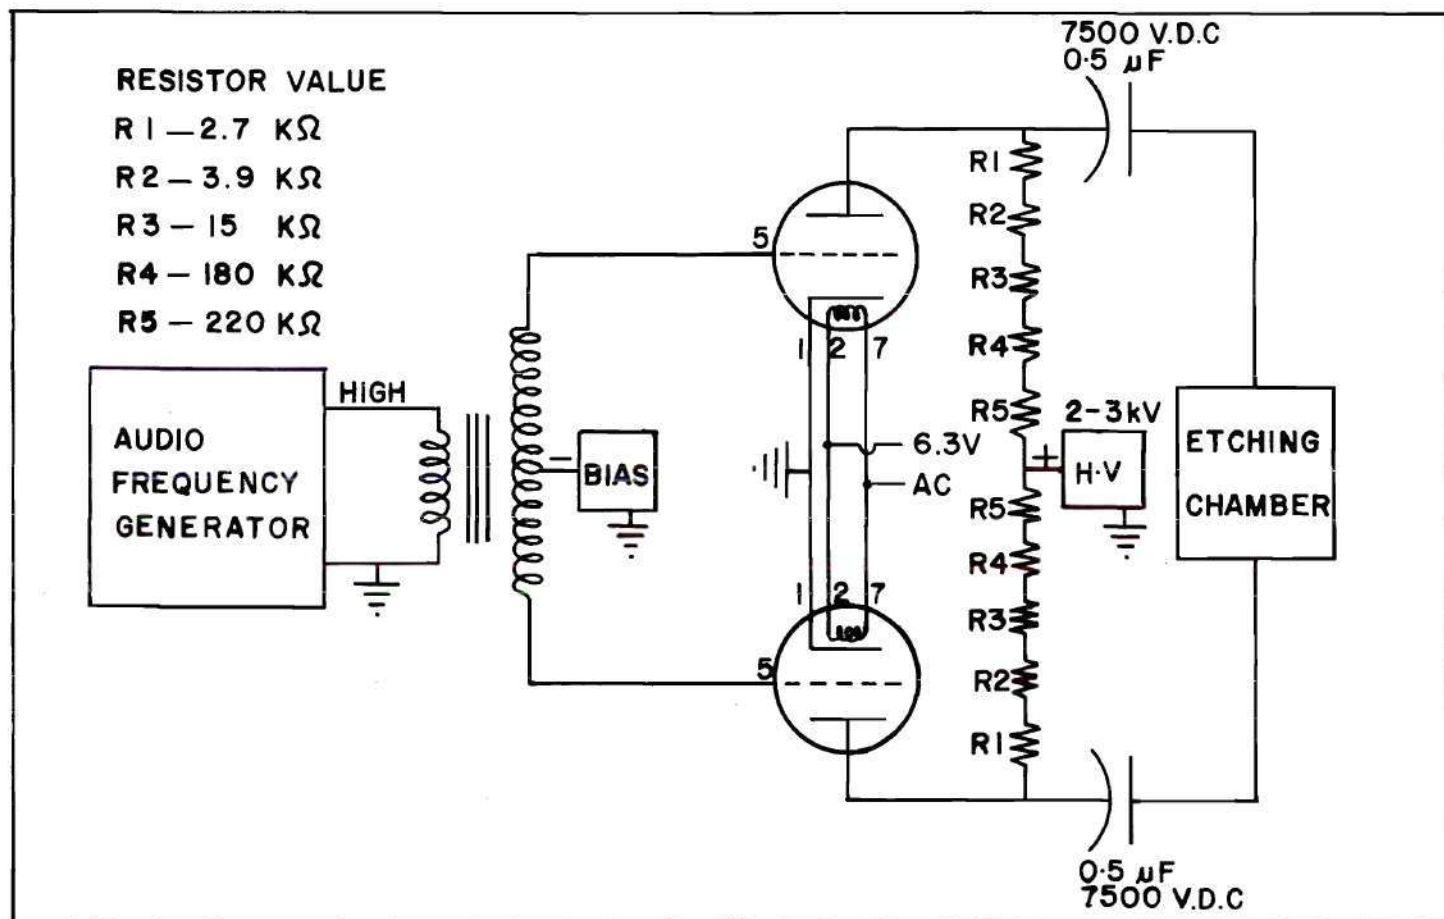 7500 V.D.C
0.5 µF
RESISTOR VALUE
R1 — 2.7 KΩ
R2 — 3.9 KΩ
R3 — 15 KΩ
R4 — 180 KΩ
R5 — 220 KΩ
R1
R2
5
R3
1 2 7
R4
HIGH
R5
2-3kV
AUDIO
FREQUENCY
GENERATOR
−
BIAS
6.3V
AC
+
H·V
ETCHING
CHAMBER
R5
R4
1 2 7
R3
5
R2
R1
0.5 µF
7500 V.D.C